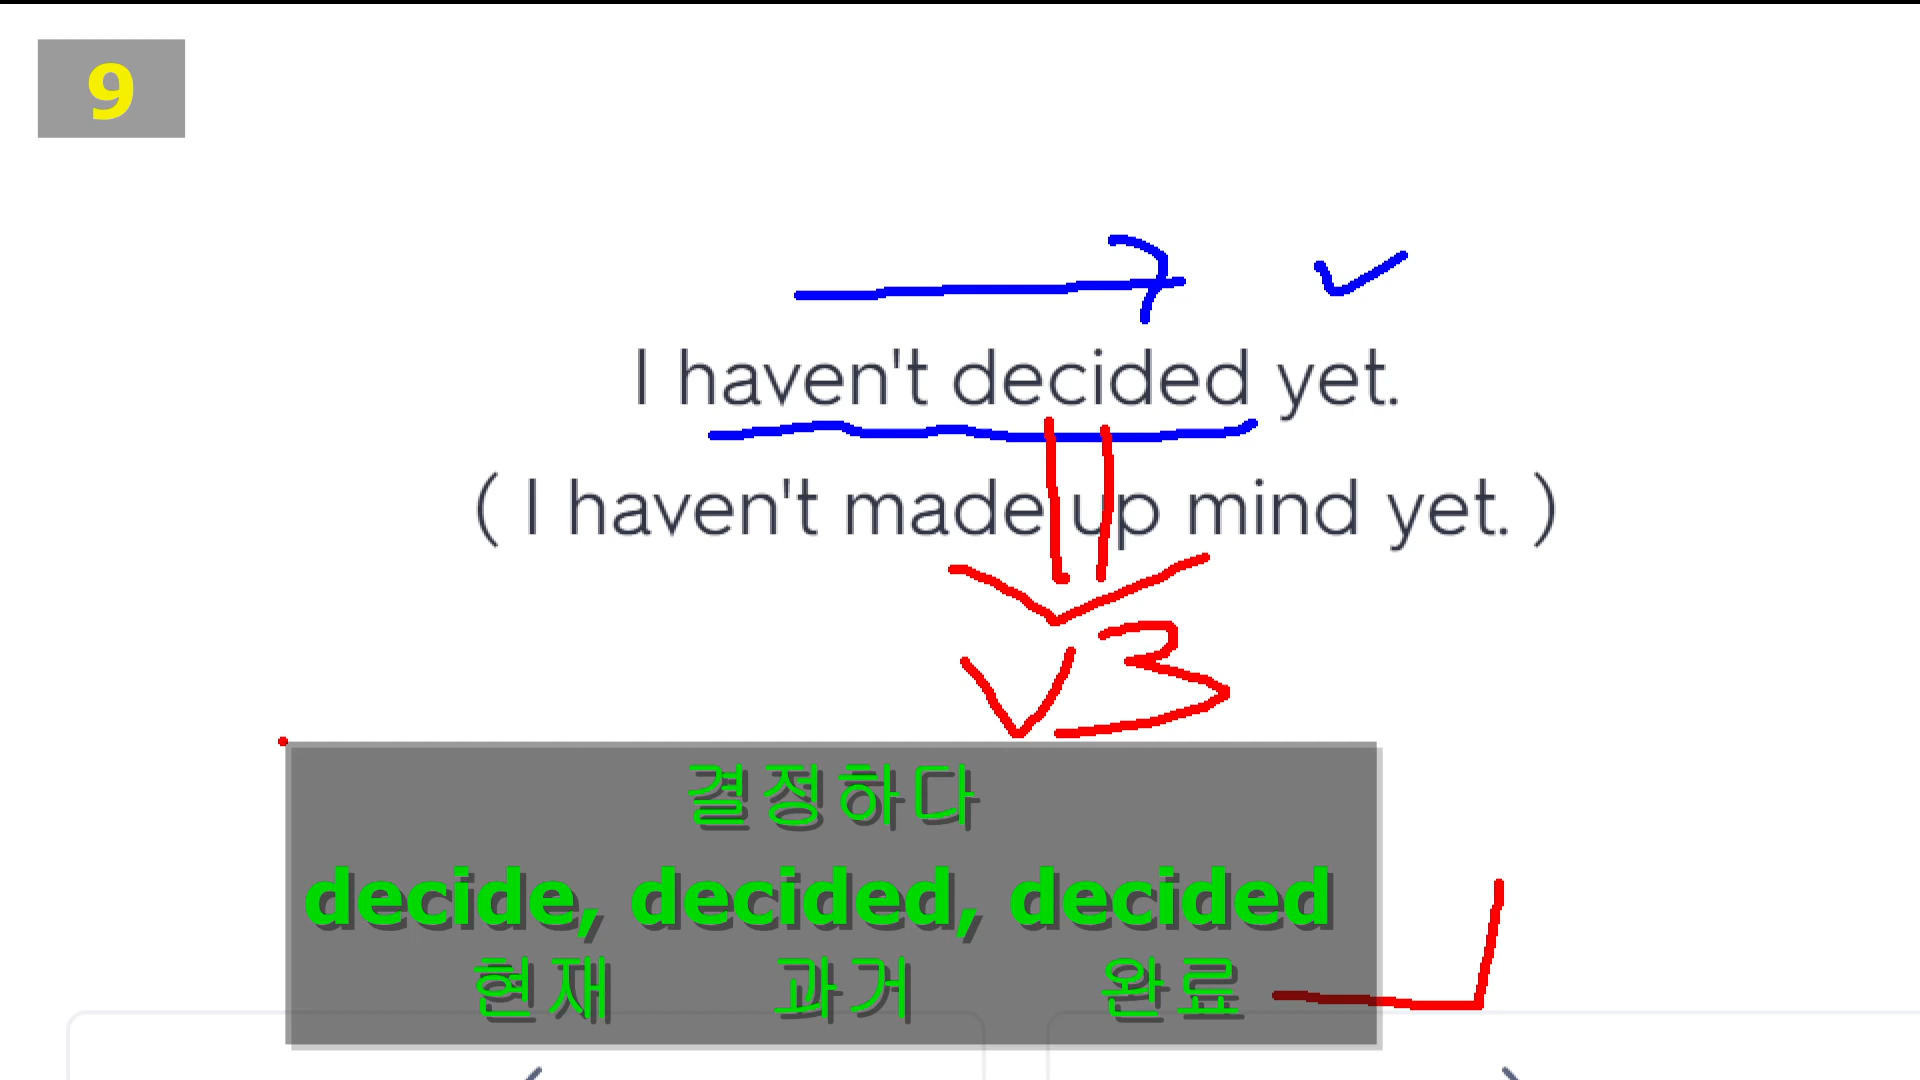 9
I haven't decided yet.
( I haven't made up mind yet. )
V3
결정하다
decide, decided, decided
현재 과거 완료